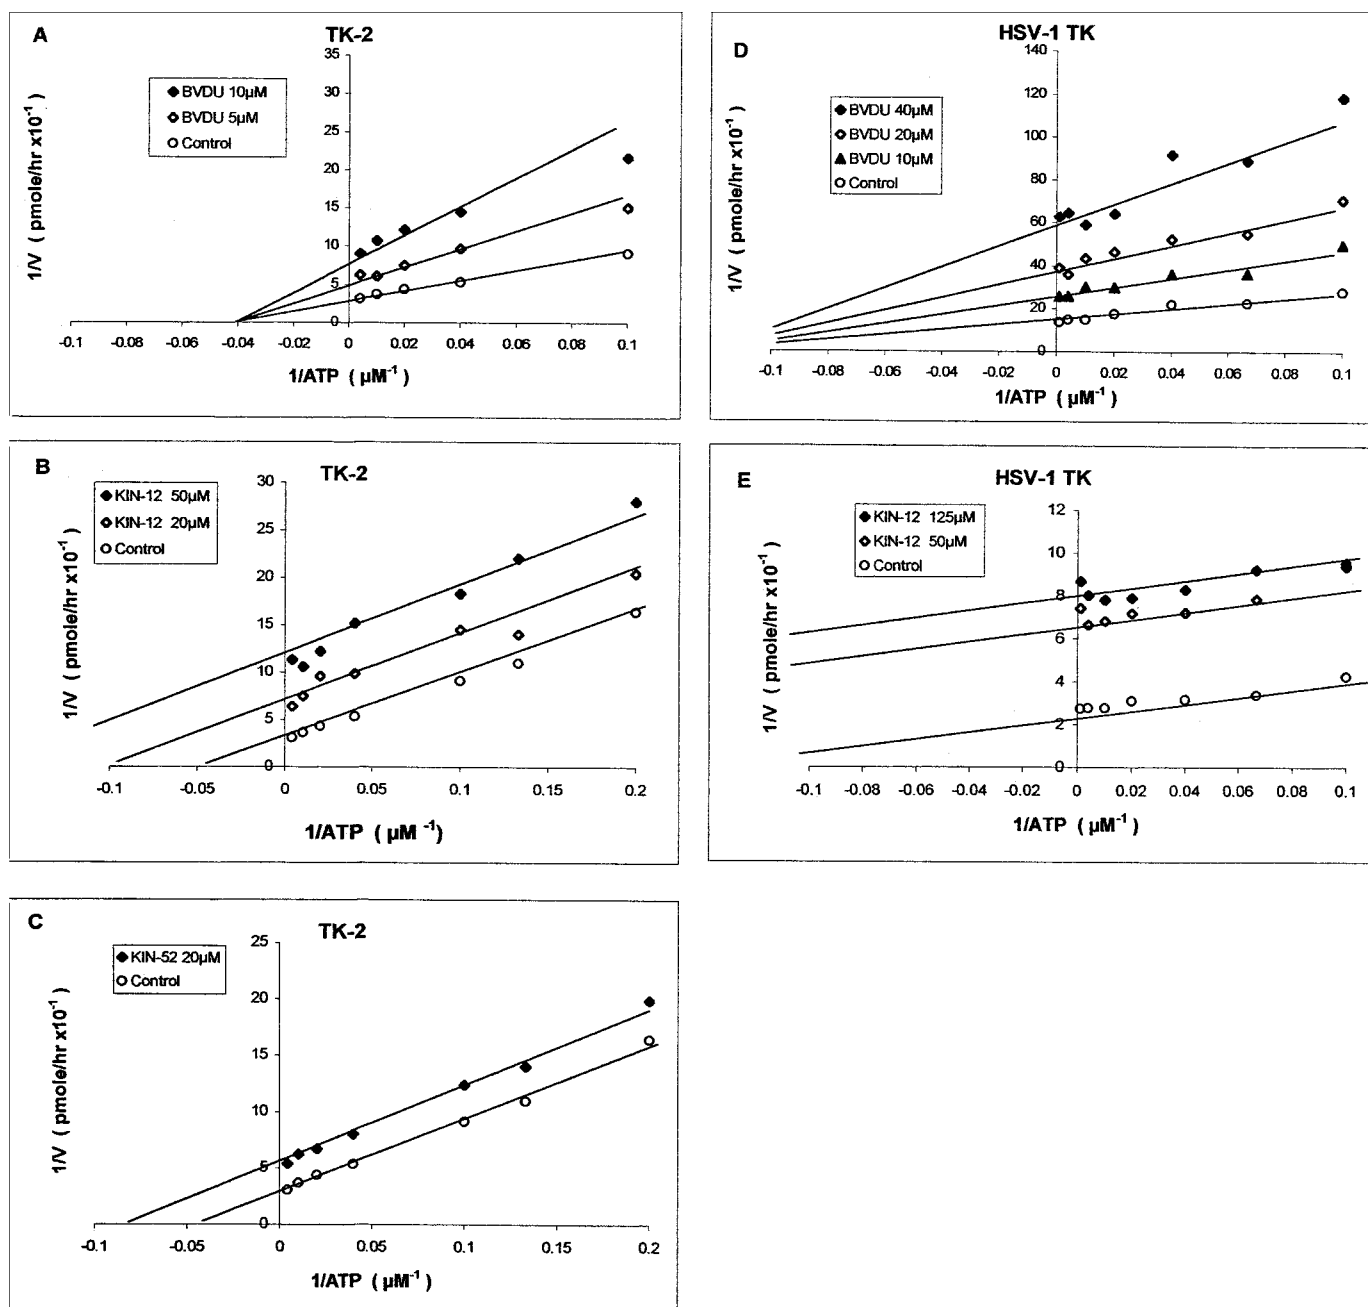 A
TK-2
35
30
25
20
15
10
5
0
◆ BVDU 10µM
◇ BVDU 5µM
○ Control
1/V ( pmole/hr x10⁻¹)
-0.1 -0.08 -0.06 -0.04 -0.02 0 0.02 0.04 0.06 0.08 0.1
1/ATP ( µM⁻¹)
D
HSV-1 TK
140
120
100
80
60
40
20
0
◆ BVDU 40µM
◇ BVDU 20µM
▲ BVDU 10µM
○ Control
1/V ( pmole/hr x10⁻¹)
-0.1 -0.08 -0.06 -0.04 -0.02 0 0.02 0.04 0.06 0.08 0.1
1/ATP ( µM⁻¹)
B
TK-2
30
25
20
15
10
5
0
◆ KIN-12 50µM
◇ KIN-12 20µM
○ Control
1/V ( pmole/hr x10⁻¹)
-0.1 -0.05 0 0.05 0.1 0.15 0.2
1/ATP ( µM ⁻¹)
E
HSV-1 TK
12
10
8
6
4
2
0
◆ KIN-12 125µM
◇ KIN-12 50µM
○ Control
1/V ( pmole/hr x10⁻¹)
-0.1 -0.08 -0.06 -0.04 -0.02 0 0.02 0.04 0.06 0.08 0.1
1/ATP ( µM⁻¹)
C
TK-2
25
20
15
10
5
0
◆ KIN-52 20µM
○ Control
1/V ( pmole/hr x10⁻¹)
-0.1 -0.05 0 0.05 0.1 0.15 0.2
1/ATP ( µM⁻¹)